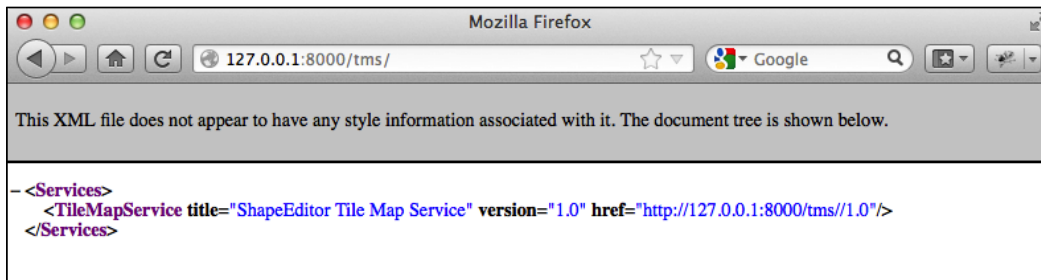 Mozilla Firefox
127.0.0.1:8000/tms/
Google
This XML file does not appear to have any style information associated with it. The document tree is shown below.
– <Services>
<TileMapService title="ShapeEditor Tile Map Service" version="1.0" href="http://127.0.0.1:8000/tms//1.0"/>
</Services>